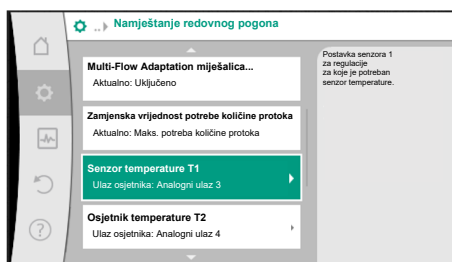 .. Namještanje redovnog pogona
Multi-Flow Adaptation miješalica...
Aktualno: Uključeno
Zamjenska vrijednost potrebe količine protoka
Aktualno: Maks. potreba količine protoka
Senzor temperature T1
Ulaz osjetnika: Analogni ulaz 3
Osjetnik temperature T2
Ulaz osjetnika: Analogni ulaz 4
Postavka senzora 1
za regulacije
za koje je potreban
senzor temperature.